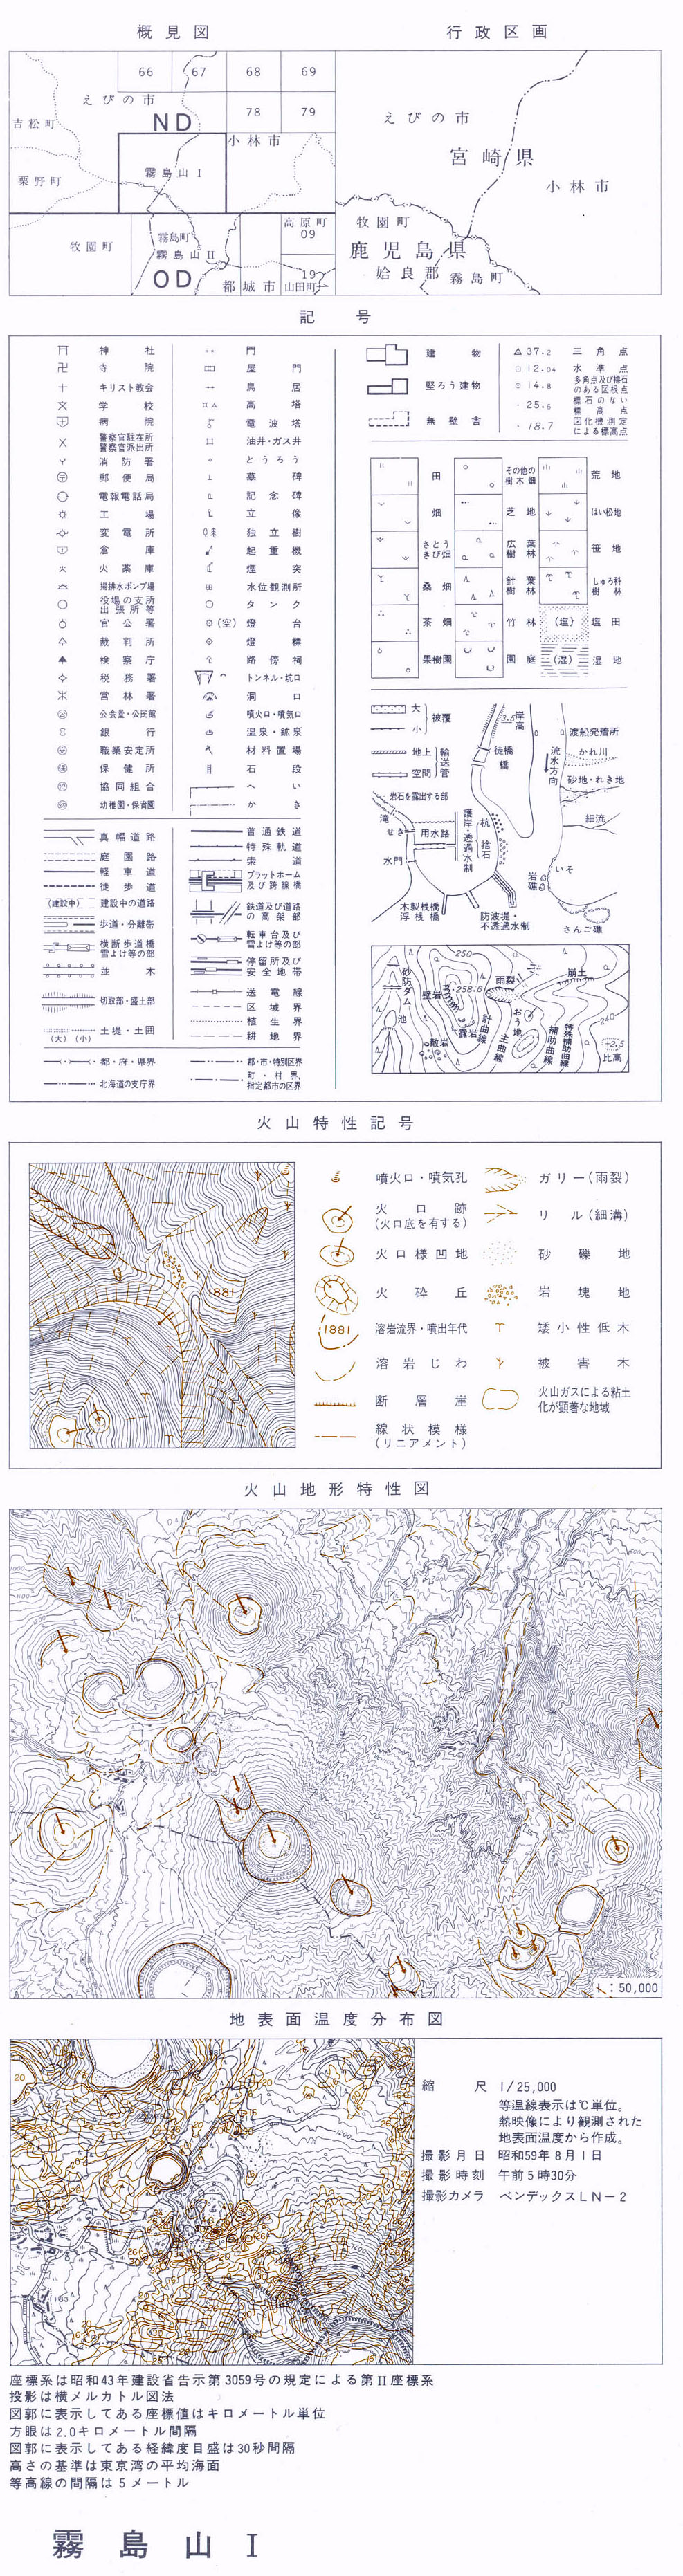 概見図
行政区画
66 67 68 69
78 79
えびの市
ND
吉松町
小林市
霧島山Ⅰ
栗野町
高原町
09
霧島町
霧島山Ⅱ
牧園町
OD
都城市
19
山田町
えびの市
宮崎県
小林市
牧園町
鹿児島県
姶良郡 霧島町
記号
神社
寺院
キリスト教会
学校
病院
警察官駐在所
警察官派出所
消防署
郵便局
電報電話局
工場
変電所
倉庫
火薬庫
揚排水ポンプ場
役場の支所
出張所等
官公署
裁判所
検察庁
税務署
営林署
公会堂・公民館
銀行
職業安定所
保健所
協同組合
幼稚園・保育園
門
屋門
鳥居
高塔
電波塔
油井・ガス井
とうろう
墓碑
記念碑
立像
独立樹
起重機
煙突
水位観測所
タンク
(空) 燈台
燈標
路傍祠
トンネル・坑口
洞口
噴火口・噴気口
温泉・鉱泉
材料置場
石段
へい
かき
真幅道路
庭園路
軽車道
徒歩道
(建設中) 建設中の道路
歩道・分離帯
横断歩道橋
雪よけ等の部
並木
切取部・盛土部
土堤・土囲
(大) (小)
都・府・県界
北海道の支庁界
普通鉄道
特殊軌道
索道
プラットホーム
及び跨線橋
鉄道及び道路
の高架部
転車台及び
雪よけ等の部
停留所及び
安全地帯
送電線
区域界
植生界
耕地界
郡・市・特別区界
町・村界,
指定都市の区界
建物
堅ろう建物
無壁舎
37.2 三角点
12.04 水準点
14.8 多角点及び標石
のある図根点
25.6 標石のない
標高点
18.7 図化機測定
による標高点
田
畑
さとう
きび畑
桑畑
茶畑
果樹園
その他の
樹木畑
芝地
広葉
樹林
針葉
樹林
竹林
園庭
荒地
はい松地
笹地
しゅろ科
樹林
(塩) 塩田
(湿) 湿地
大
小
被覆
地上
空間
輸送管
岩石を露出する部
滝
せき
用水路
水門
木製桟橋
浮桟橋
3.5
岸高
徒橋
橋
護岸・透過水制
杭
捨石
防波堤・
不透過水制
渡船発着所
かれ川
流水方向
砂地・れき地
細流
いそ
岩礁
さんご礁
砂防ダム
池
壁岩
250
258.6
雨裂
崩土
露岩
散岩
計曲線
主曲線
おう地
補助曲線
特殊補助曲線
240
+2.5
比高
火山特性記号
1881
噴火口・噴気孔
火口跡
(火口底を有する)
火口様凹地
火砕丘
1881 溶岩流界・噴出年代
溶岩じわ
断層崖
線状模様
(リニアメント)
ガリー(雨裂)
リル(細溝)
砂礫地
岩塊地
矮小性低木
被害木
火山ガスによる粘土
化が顕著な地域
火山地形特性図
1:50,000
地表面温度分布図
縮尺 1/25,000
等温線表示は℃単位。
熱映像により観測された
地表面温度から作成。
撮影月日 昭和59年8月1日
撮影時刻 午前5時30分
撮影カメラ ベンデックスLN-2
座標系は昭和43年建設省告示第3059号の規定による第Ⅱ座標系
投影は横メルカトル図法
図郭に表示してある座標値はキロメートル単位
方眼は2.0キロメートル間隔
図郭に表示してある経緯度目盛は30秒間隔
高さの基準は東京湾の平均海面
等高線の間隔は5メートル
霧島山Ⅰ